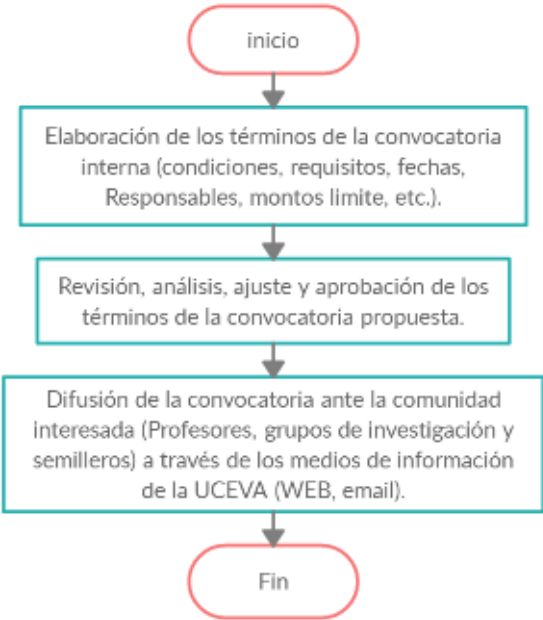 inicio
Elaboración de los términos de la convocatoria
interna (condiciones, requisitos, fechas,
Responsables, montos limite, etc.).
Revisión, análisis, ajuste y aprobación de los
términos de la convocatoria propuesta.
Difusión de la convocatoria ante la comunidad
interesada (Profesores, grupos de investigación y
semilleros) a través de los medios de información
de la UCEVA (WEB, email).
Fin